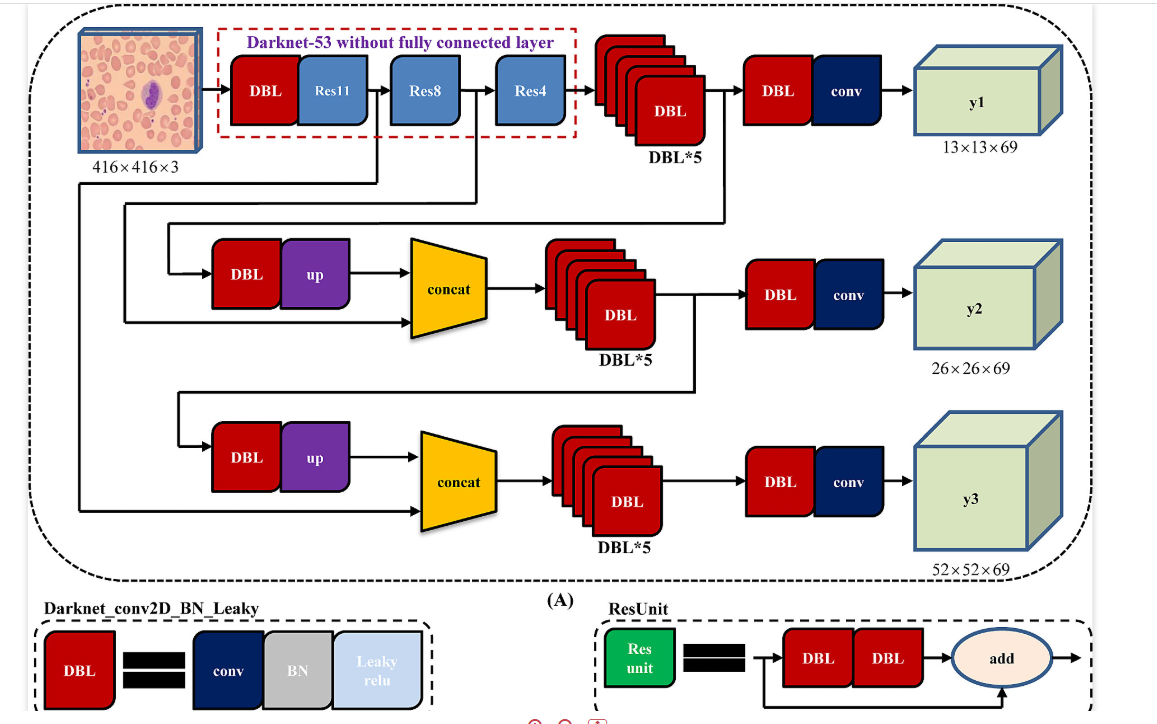 Darknet-53 without fully connected layer
DBL
Res11
Res8
Res4
DBL
DBL*5
DBL
conv
y1
416×416×3
13×13×69
DBL
up
concat
DBL
DBL*5
DBL
conv
y2
26×26×69
DBL
up
concat
DBL
DBL*5
DBL
conv
y3
52×52×69
(A)
Darknet_conv2D_BN_Leaky
DBL
conv
BN
Leaky
relu
ResUnit
Res
unit
DBL
DBL
add